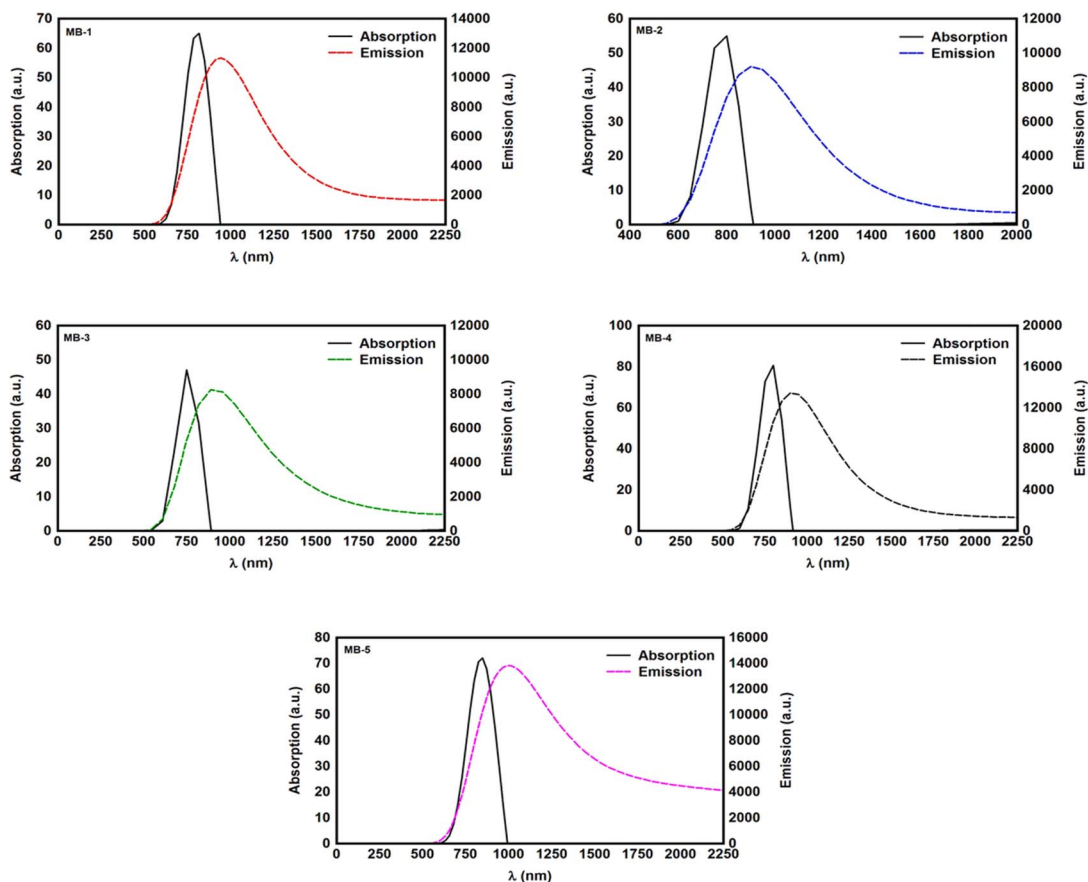 MB-1
Absorption
Emission
Absorption (a.u.)
70
60
50
40
30
20
10
0
Emission (a.u.)
14000
12000
10000
8000
6000
4000
2000
0
0 250 500 750 1000 1250 1500 1750 2000 2250
λ (nm)
MB-2
Absorption
Emission
Absorption (a.u.)
60
50
40
30
20
10
0
Emission (a.u.)
12000
10000
8000
6000
4000
2000
0
400 600 800 1000 1200 1400 1600 1800 2000
λ (nm)
MB-3
Absorption
Emission
Absorption (a.u.)
60
50
40
30
20
10
0
Emission (a.u.)
12000
10000
8000
6000
4000
2000
0
0 250 500 750 1000 1250 1500 1750 2000 2250
λ (nm)
MB-4
Absorption
Emission
Absorption (a.u.)
100
80
60
40
20
0
Emission (a.u.)
20000
16000
12000
8000
4000
0
0 250 500 750 1000 1250 1500 1750 2000 2250
λ (nm)
MB-5
Absorption
Emission
Absorption (a.u.)
80
70
60
50
40
30
20
10
0
Emission (a.u.)
16000
14000
12000
10000
8000
6000
4000
2000
0
0 250 500 750 1000 1250 1500 1750 2000 2250
λ (nm)